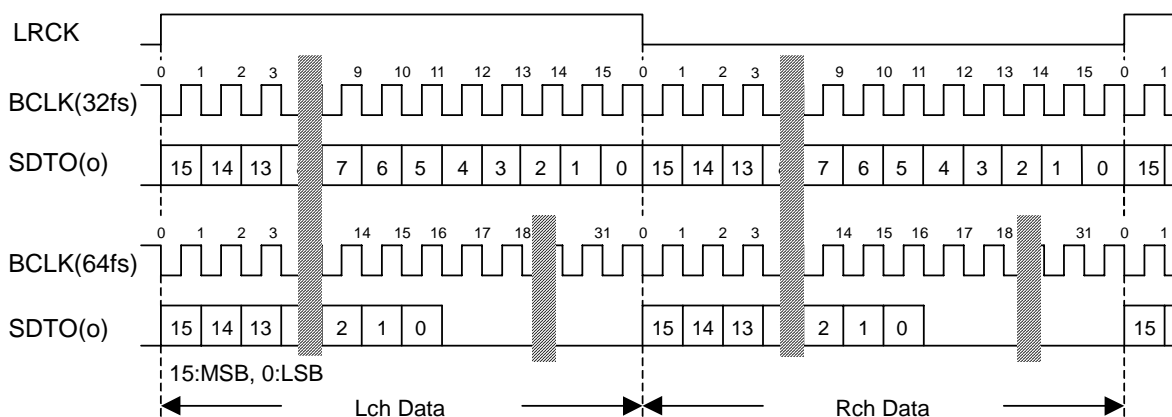 LRCK
0 1 2 3 9 10 11 12 13 14 15 0 1 2 3 9 10 11 12 13 14 15 0 1
BCLK(32fs)
SDTO(o) 15 14 13 7 6 5 4 3 2 1 0 15 14 13 7 6 5 4 3 2 1 0 15
0 1 2 3 14 15 16 17 18 31 0 1 2 3 14 15 16 17 18 31 0 1
BCLK(64fs)
SDTO(o) 15 14 13 2 1 0 15 14 13 2 1 0 15
15:MSB, 0:LSB
Lch Data Rch Data